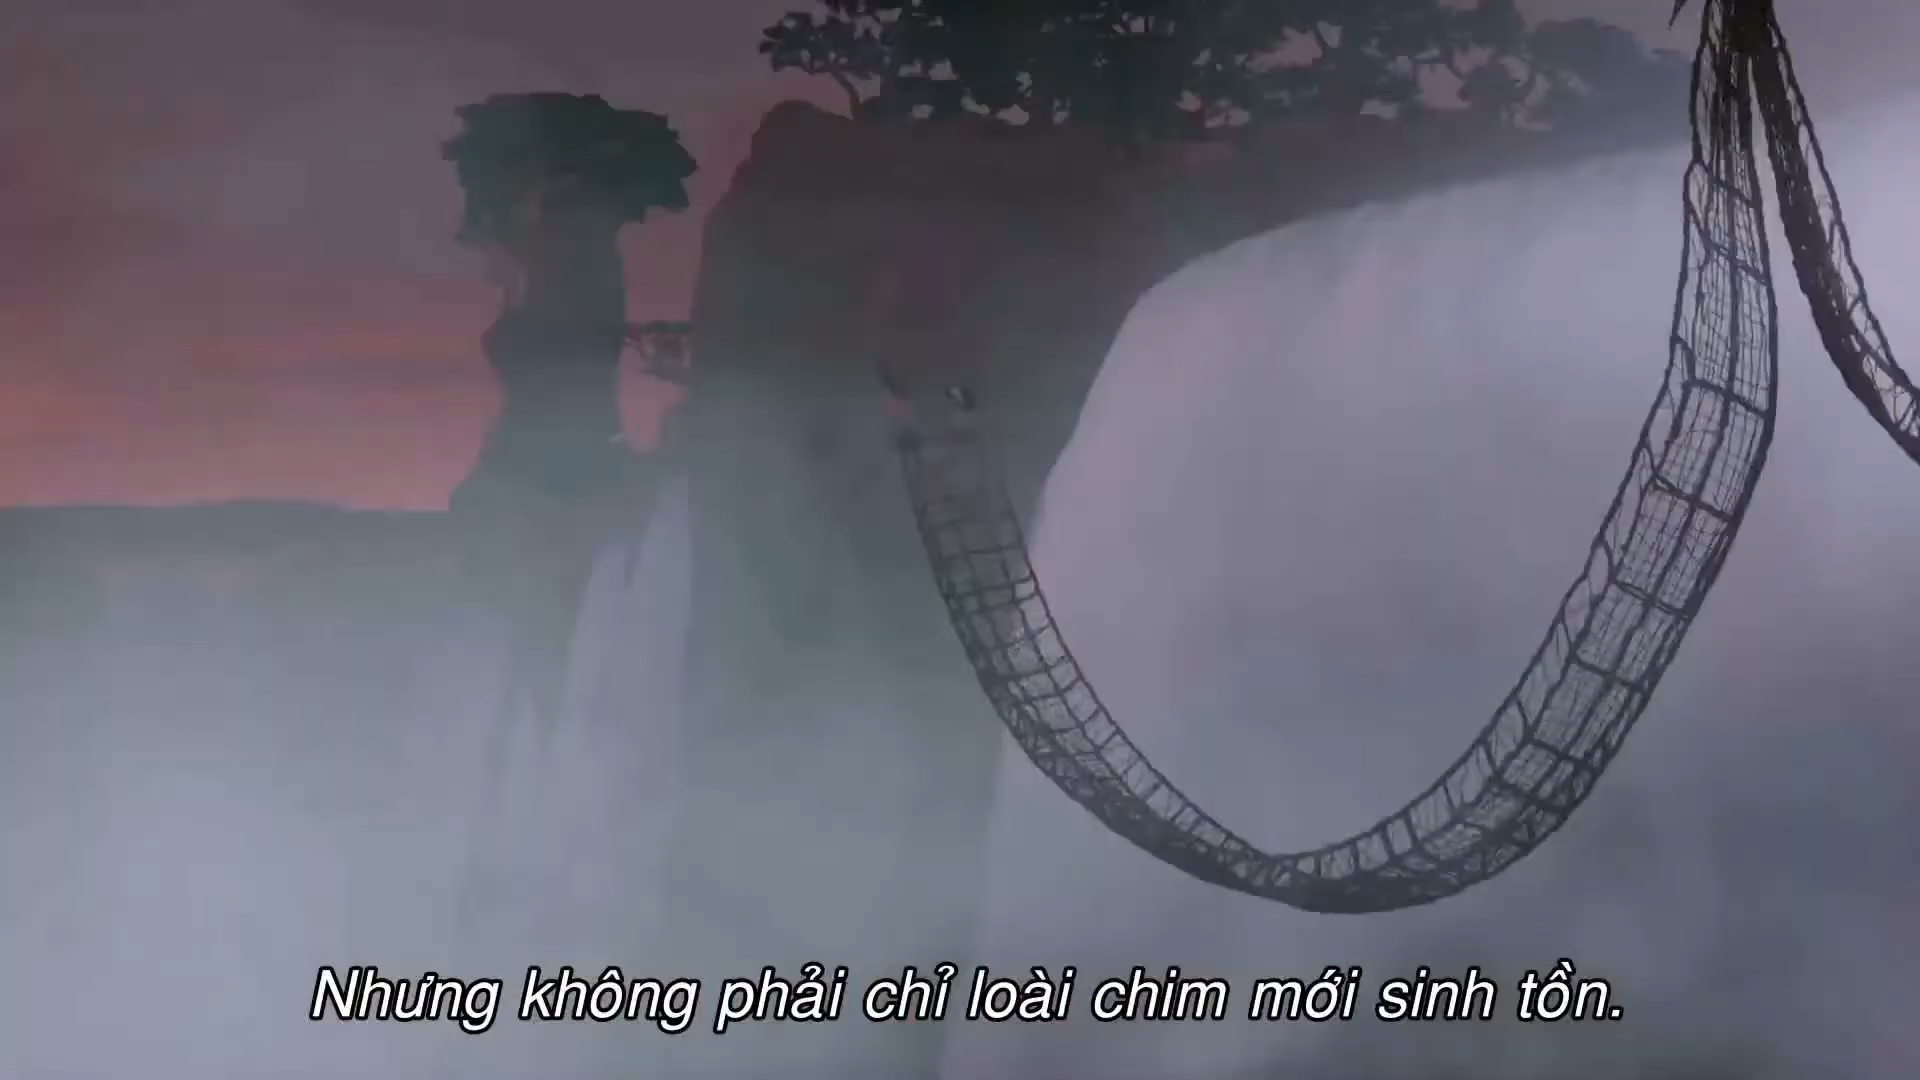 Nhưng không phải chỉ loài chim mới sinh tồn.